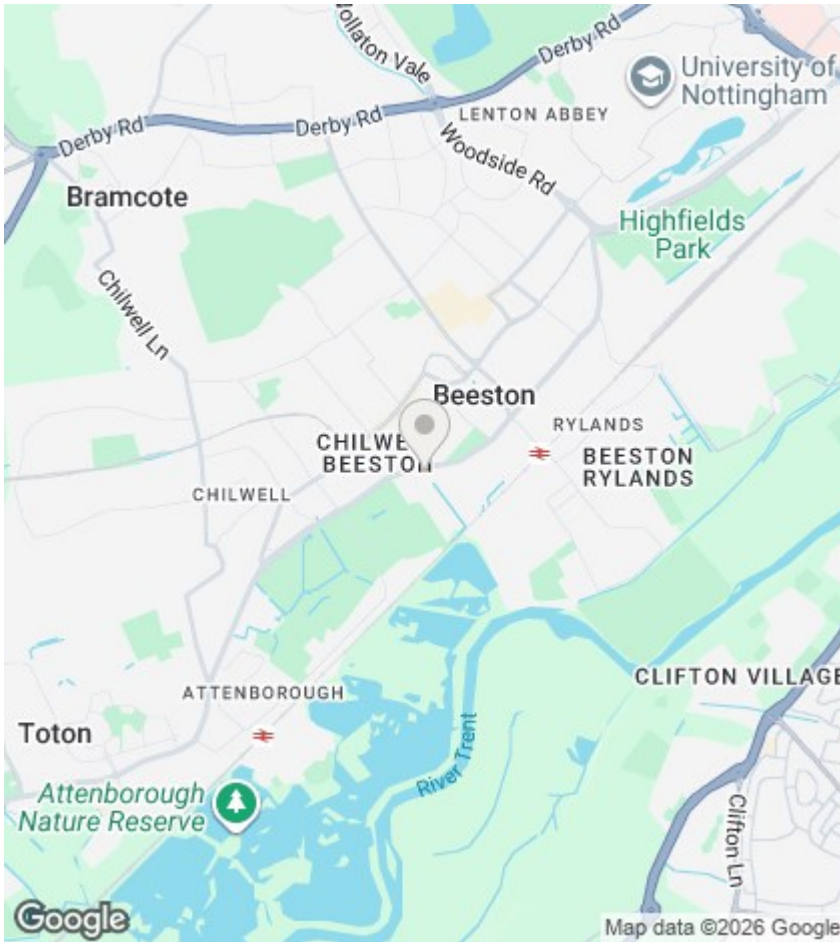 Wollaton Vale
Derby Rd
University of
Nottingham
LENTON ABBEY
Derby Rd
Derby Rd
Woodside Rd
Bramcote
Highfields
Park
Chilwell Ln
Beeston
RYLANDS
CHILWE
BEESTON
BEESTON
RYLANDS
CHILWELL
CLIFTON VILLAGE
ATTENBOROUGH
Toton
River Trent
Attenborough
Nature Reserve
Clifton Ln
Google
Map data ©2026 Google